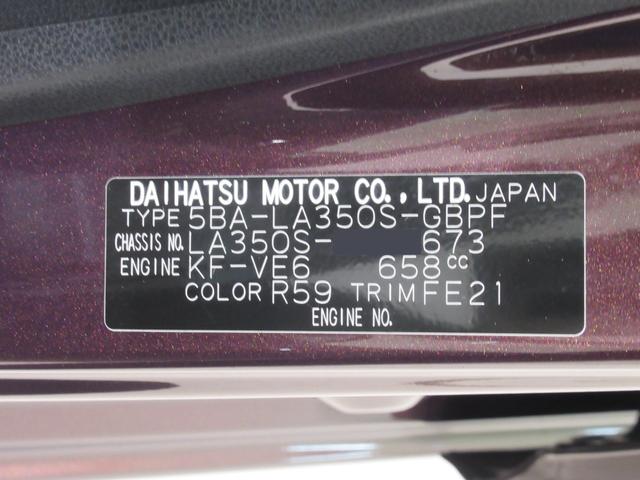 DAIHATSU MOTOR CO., LTD. JAPAN
TYPE 5BA-LA350S-GBPF
CHASSIS NO. LA350S- 673
ENGINE KF-VE6 658cc
COLOR R59 TRIM FE21
ENGINE NO.